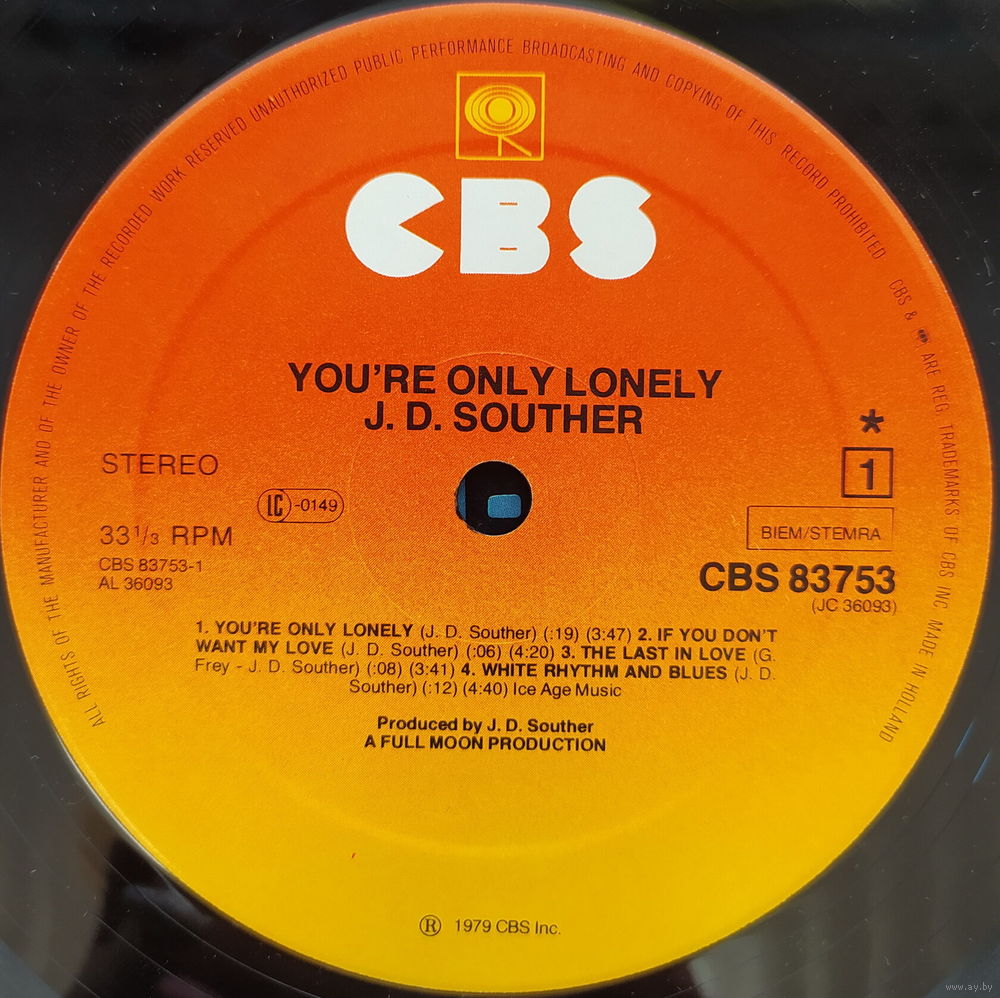 ALL RIGHTS OF THE MANUFACTURER AND OF THE OWNER OF THE RECORDED WORK RESERVED UNAUTHORIZED PUBLIC PERFORMANCE BROADCASTING AND COPYING OF THIS RECORD PROHIBITED CBS & ARE REG. TRADEMARKS OF CBS INC MADE IN HOLLAND
CBS
YOU'RE ONLY LONELY
J. D. SOUTHER
*
STEREO
1
LC -0149
33 1/3 RPM
BIEM/STEMRA
CBS 83753-1
AL 36093
CBS 83753
(JC 36093)
1. YOU'RE ONLY LONELY (J. D. Souther) (:19) (3:47) 2. IF YOU DON'T
WANT MY LOVE (J. D. Souther) (:06) (4:20) 3. THE LAST IN LOVE (G.
Frey - J. D. Souther) (:08) (3:41) 4. WHITE RHYTHM AND BLUES (J. D.
Souther) (:12) (4:40) Ice Age Music
Produced by J. D. Souther
A FULL MOON PRODUCTION
Ⓡ 1979 CBS Inc.
www.ay.by